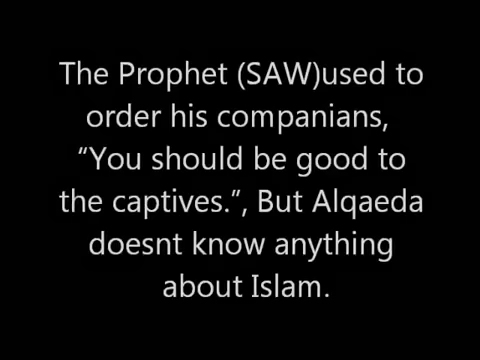 The Prophet (SAW)used to
order his companians,
“You should be good to
the captives.”, But Alqaeda
doesnt know anything
about Islam.